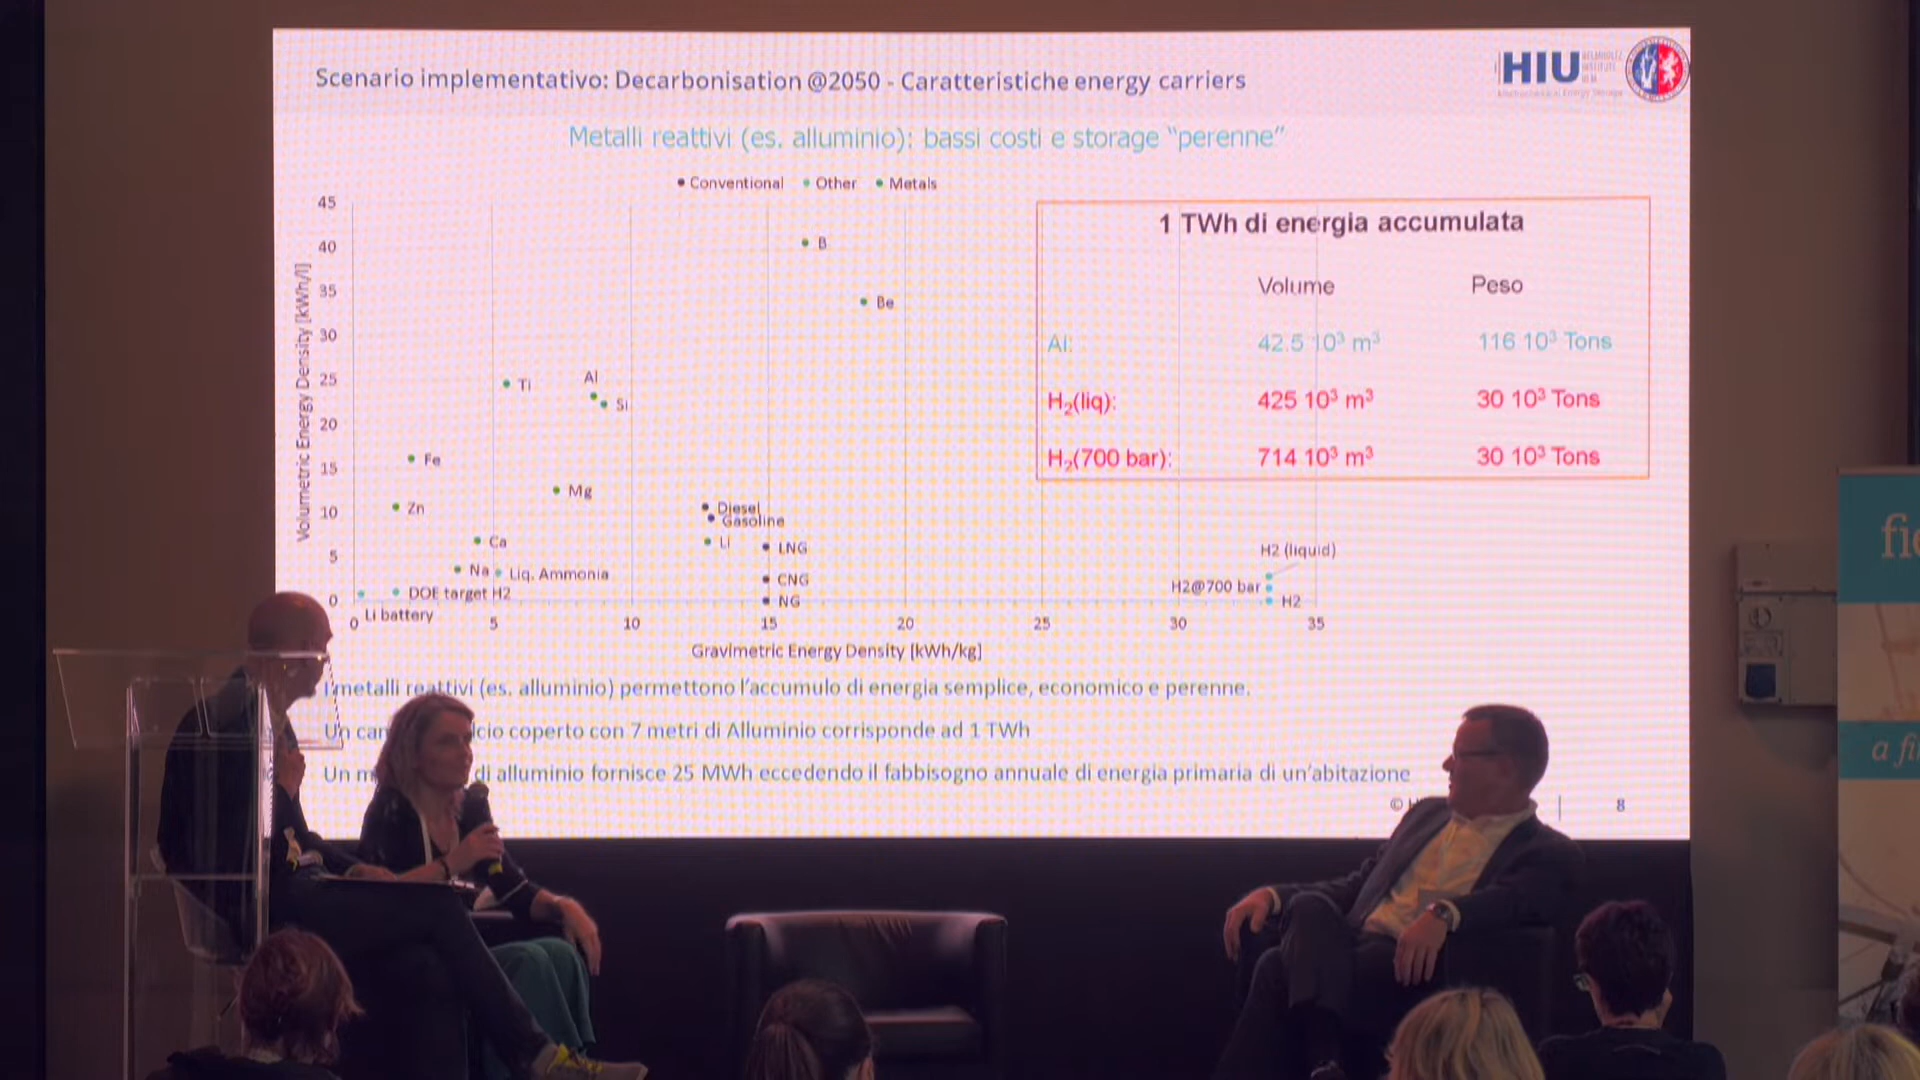 Scenario implementativo: Decarbonisation @2050 - Caratteristiche energy carriers
HIU
Metalli reattivi (es. alluminio): bassi costi e storage "perenne"
Conventional Other Metals
Volumetric Energy Density [kWh/l]
45
40
35
30
25
20
15
10
5
0
B
Be
Ti
Al
Si
Fe
Mg
Zn
Diesel
Gasoline
Ca
Li
LNG
Na
Liq. Ammonia
CNG
DOE target H2
NG
Li battery
H2 (liquid)
H2@700 bar
H2
0 5 10 15 20 25 30 35
Gravimetric Energy Density [kWh/kg]
1 TWh di energia accumulata
Volume Peso
Al: 42.5 10³ m³ 116 10³ Tons
H₂(liq): 425 10³ m³ 30 10³ Tons
H₂(700 bar): 714 10³ m³ 30 10³ Tons
I metalli reattivi (es. alluminio) permettono l'accumulo di energia semplice, economico e perenne.
Un can lcio coperto con 7 metri di Alluminio corrisponde ad 1 TWh
Un m di alluminio fornisce 25 MWh eccedendo il fabbisogno annuale di energia primaria di un'abitazione
© 8
fie
a fi